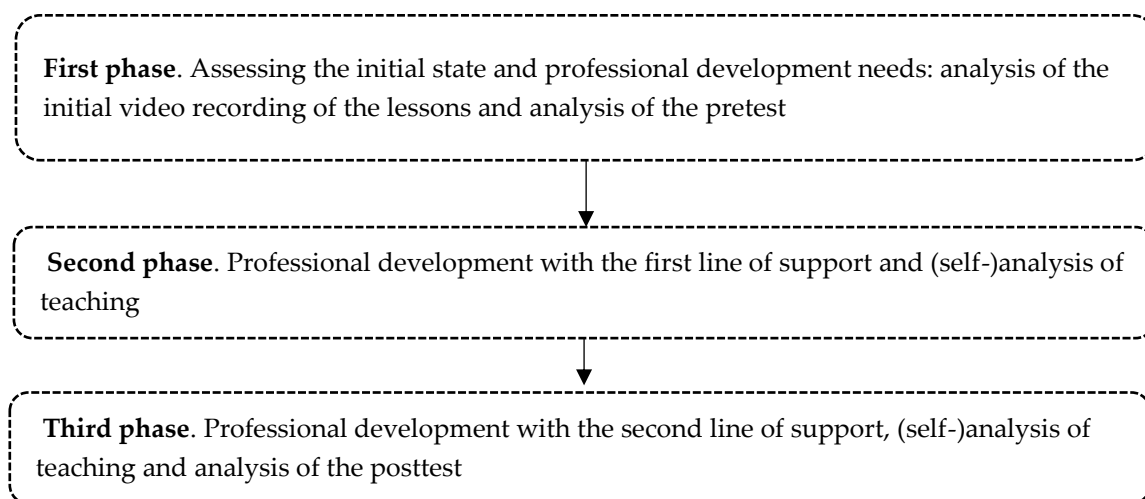 First phase. Assessing the initial state and professional development needs: analysis of the
initial video recording of the lessons and analysis of the pretest
Second phase. Professional development with the first line of support and (self-)analysis of
teaching
Third phase. Professional development with the second line of support, (self-)analysis of
teaching and analysis of the posttest